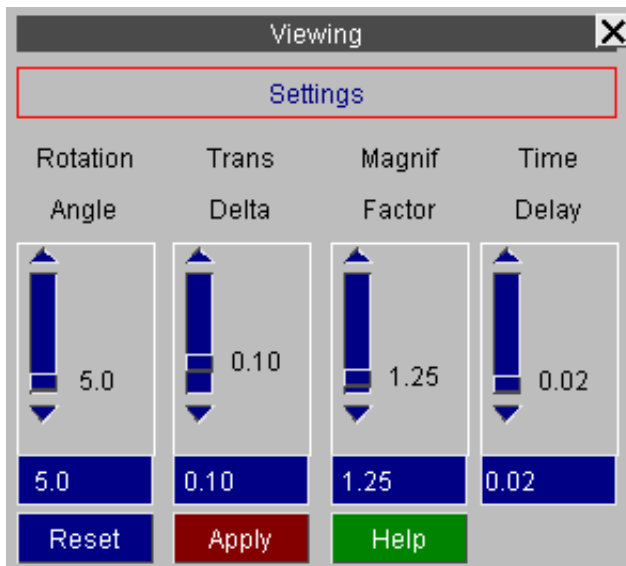 Viewing
Settings
Rotation Trans Magnif Time
Angle Delta Factor Delay
5.0 0.10 1.25 0.02
5.0 0.10 1.25 0.02
Reset Apply Help